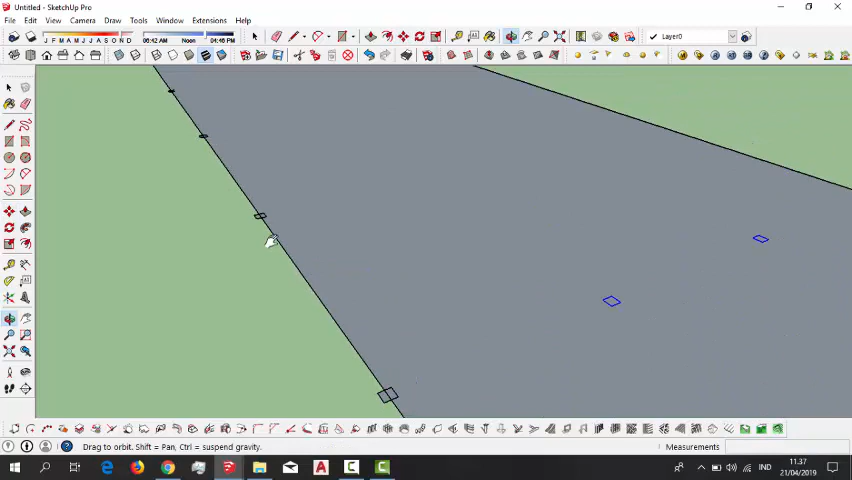 Untitled - SketchUp Pro
File Edit View Camera Draw Tools Window Extensions Help
J F M A M J J A S O N D
06:42 AM Noon 04:46 PM
Layer0
Drag to orbit. Shift = Pan, Ctrl = suspend gravity.
Measurements
IND
11.37
21/04/2019